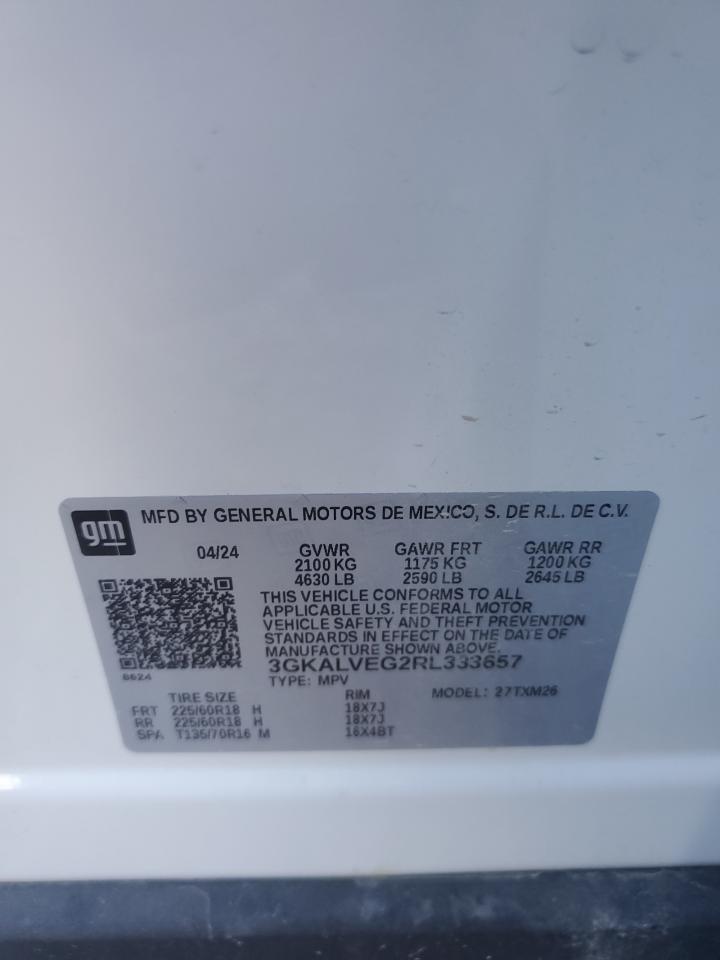 gm
MFD BY GENERAL MOTORS DE MEXICO, S. DE R.L. DE C.V.
04/24 GVWR GAWR FRT GAWR RR
2100 KG 1175 KG 1200 KG
4630 LB 2590 LB 2645 LB
THIS VEHICLE CONFORMS TO ALL
APPLICABLE U.S. FEDERAL MOTOR
VEHICLE SAFETY AND THEFT PREVENTION
STANDARDS IN EFFECT ON THE DATE OF
MANUFACTURE SHOWN ABOVE.
6624 3GKALVEG2RL333657
TYPE: MPV MODEL: 27TXM26
TIRE SIZE RIM
FRT 225/60R18 H 18X7J
RR 225/60R18 H 18X7J
SPA T135/70R16 M 16X4BT